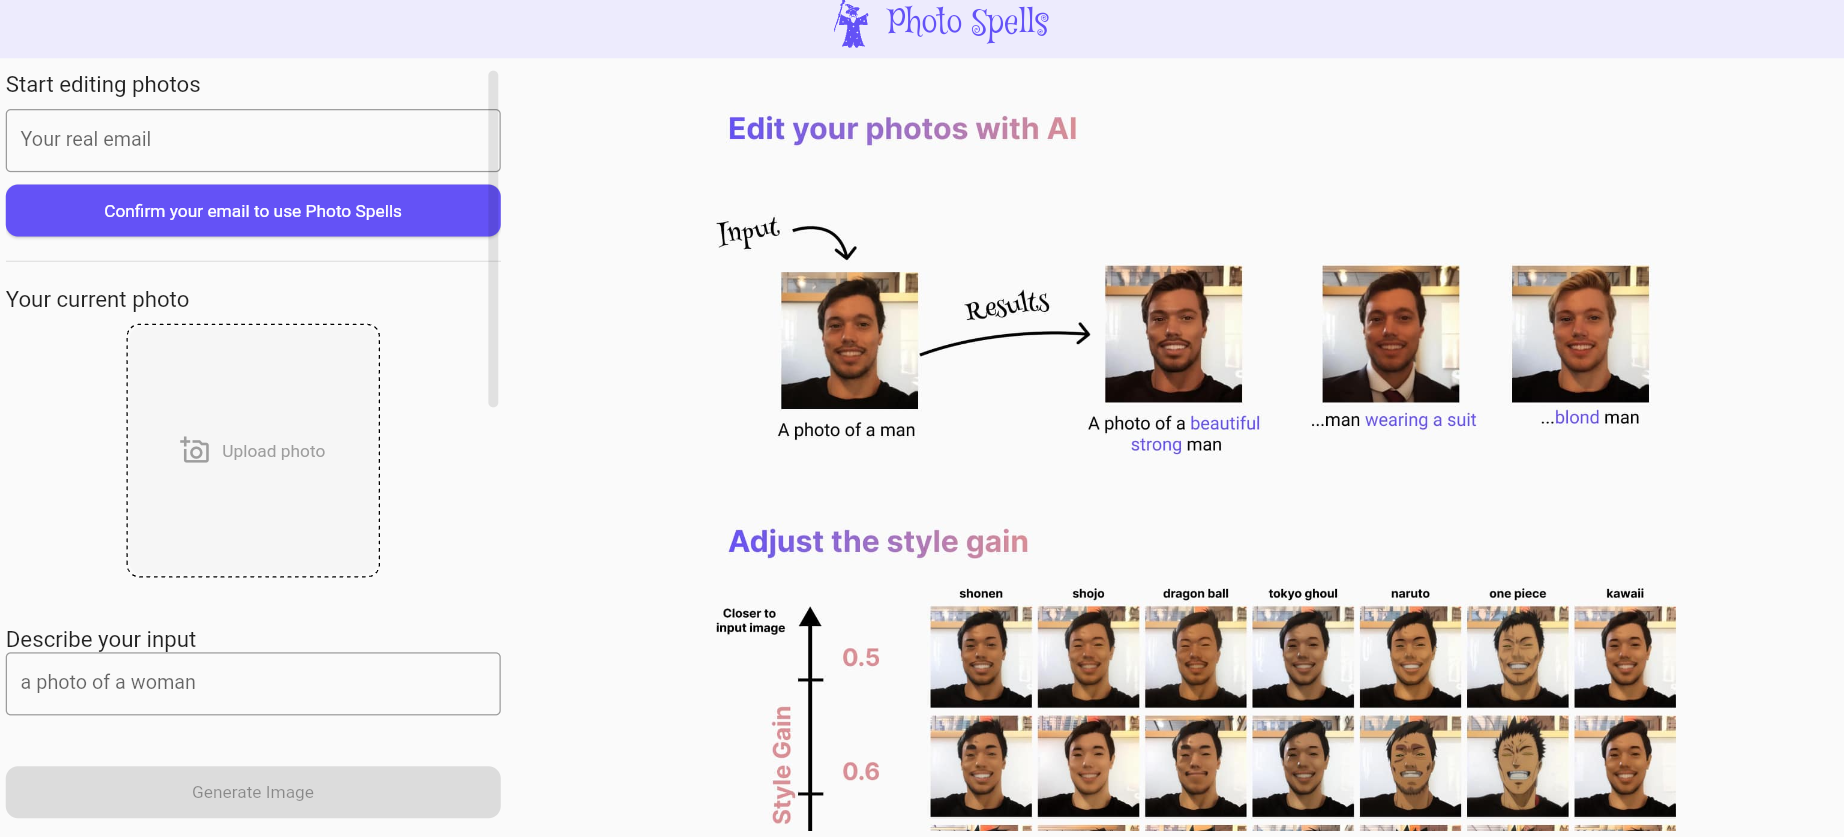 Photo Spells
Start editing photos
Your real email
Confirm your email to use Photo Spells
Your current photo
Upload photo
Describe your input
a photo of a woman
Generate Image
Edit your photos with AI
Input
Results
A photo of a man
A photo of a beautiful
strong man
...man wearing a suit
...blond man
Adjust the style gain
Closer to
input image
Style Gain
0.5
0.6
shonen
shojo
dragon ball
tokyo ghoul
naruto
one piece
kawaii